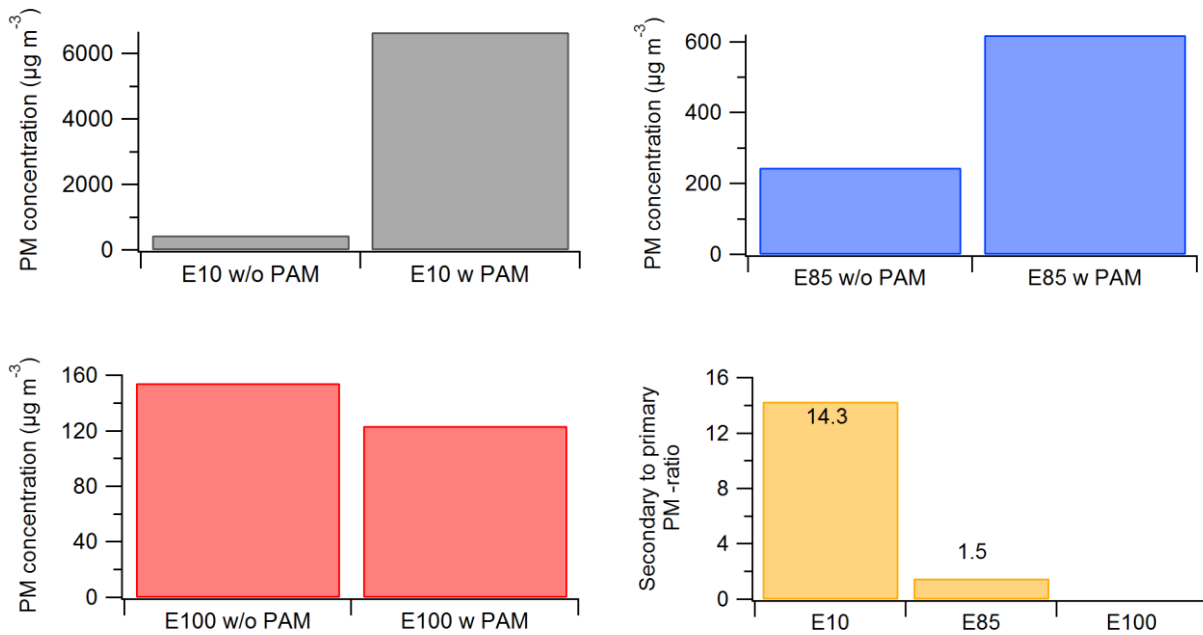 PM concentration (µg m⁻³)
6000
4000
2000
0
E10 w/o PAM
E10 w PAM
PM concentration (µg m⁻³)
600
400
200
0
E85 w/o PAM
E85 w PAM
PM concentration (µg m⁻³)
160
120
80
40
0
E100 w/o PAM
E100 w PAM
Secondary to primary
PM -ratio
16
12
8
4
0
14.3
1.5
E10
E85
E100